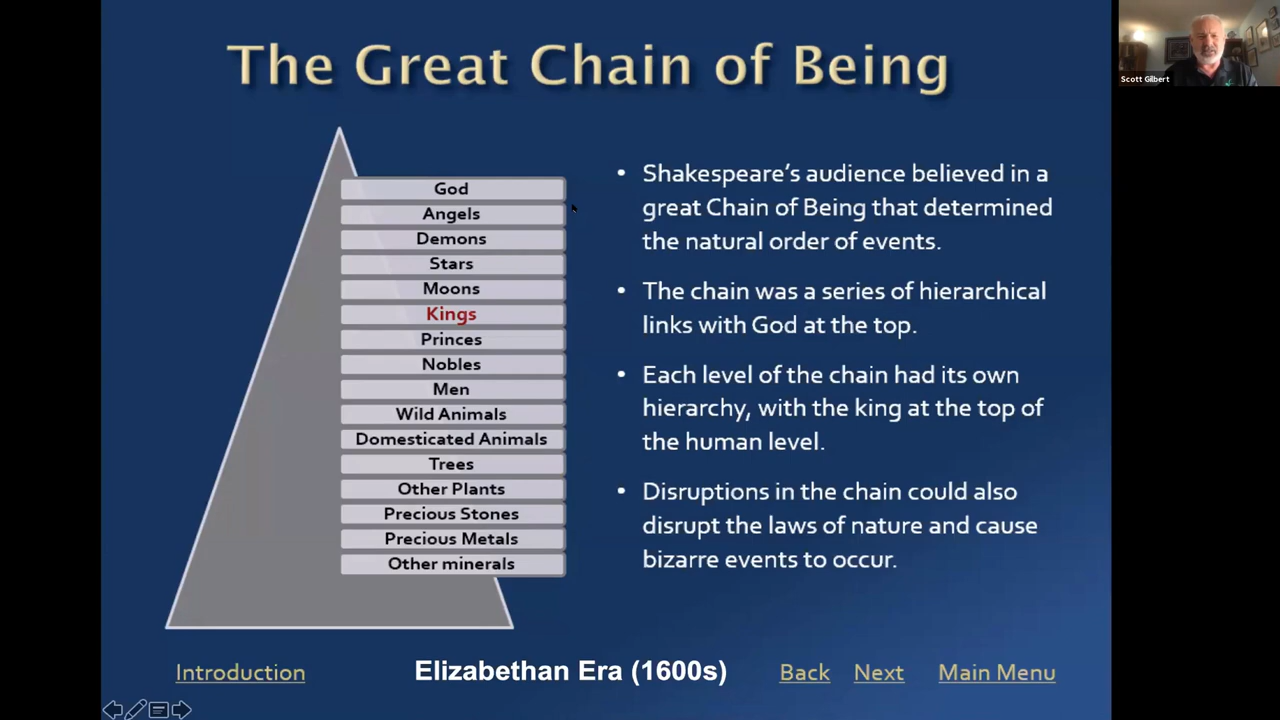 The Great Chain of Being
Scott Gilbert
God
Angels
Demons
Stars
Moons
Kings
Princes
Nobles
Men
Wild Animals
Domesticated Animals
Trees
Other Plants
Precious Stones
Precious Metals
Other minerals
• Shakespeare's audience believed in a
great Chain of Being that determined
the natural order of events.
• The chain was a series of hierarchical
links with God at the top.
• Each level of the chain had its own
hierarchy, with the king at the top of
the human level.
• Disruptions in the chain could also
disrupt the laws of nature and cause
bizarre events to occur.
Introduction
Elizabethan Era (1600s)
Back Next Main Menu